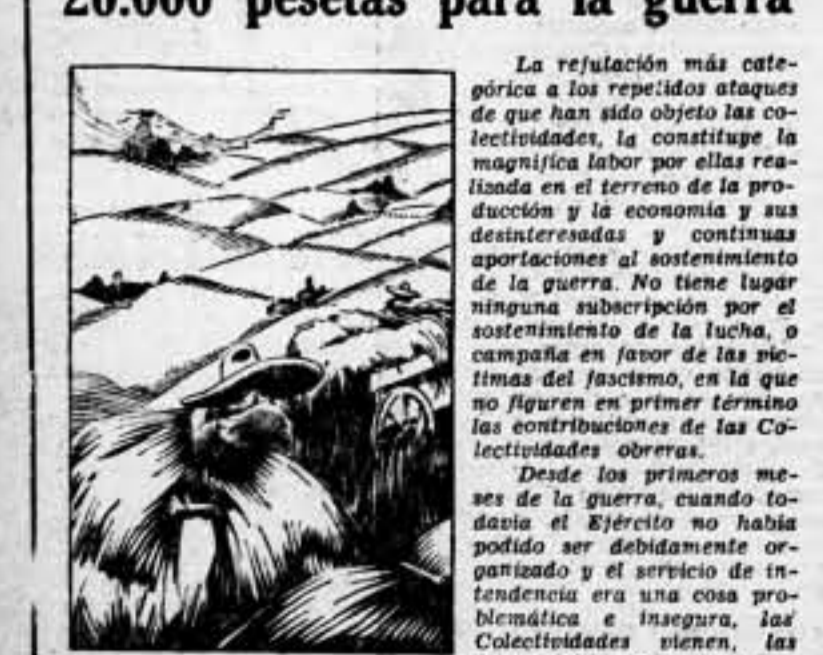 20.000 pesetas para la guerra
La refutación más cate-
górica a los repetidos ataques
de que han sido objeto las co-
lectividades, la constituye la
magnífica labor por ellas rea-
lizada en el terreno de la pro-
ducción y la economía y sus
desinteresadas y continuas
aportaciones al sostenimiento
de la guerra. No tiene lugar
ninguna subscripción por el
sostenimiento de la lucha, o
campaña en favor de las víc-
timas del fascismo, en la que
no figuren en primer término
las contribuciones de las Co-
lectividades obreras.
Desde los primeros me-
ses de la guerra, cuando to-
davía el Ejército no había
podido ser debidamente or-
ganizado y el servicio de in-
tendencia era una cosa pro-
blemática e insegura, las
Colectividades vienen, las